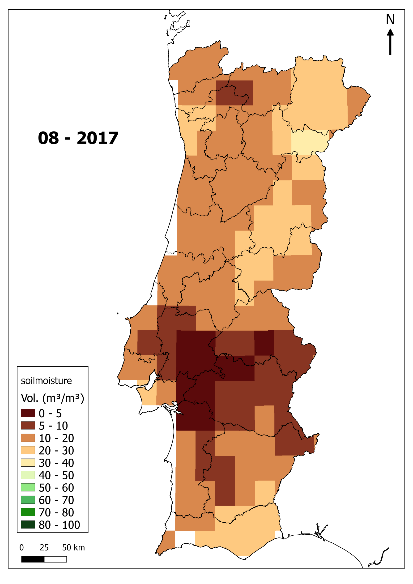 N
08 - 2017
soilmoisture
Vol. (m³/m³)
0 - 5
5 - 10
10 - 20
20 - 30
30 - 40
40 - 50
50 - 60
60 - 70
70 - 80
80 - 100
0 25 50 km